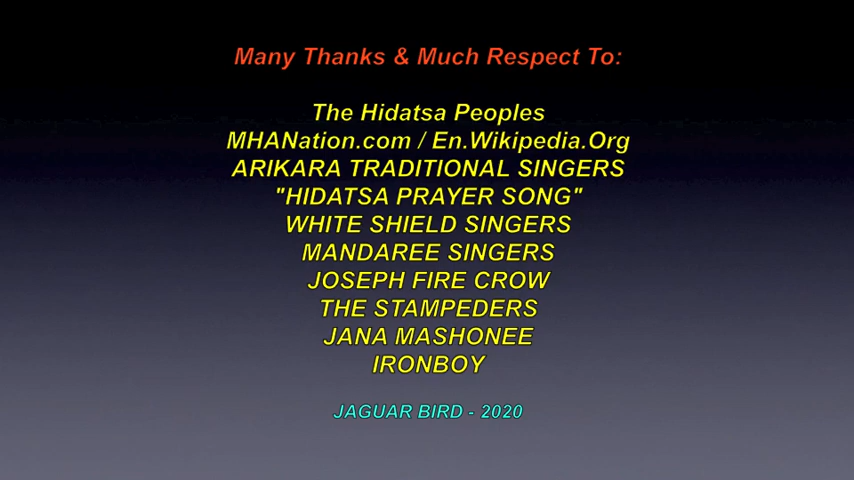 Many Thanks & Much Respect To:
The Hidatsa Peoples
MHANation.com / En.Wikipedia.Org
ARIKARA TRADITIONAL SINGERS
"HIDATSA PRAYER SONG"
WHITE SHIELD SINGERS
MANDAREE SINGERS
JOSEPH FIRE CROW
THE STAMPEDERS
JANA MASHONEE
IRONBOY
JAGUAR BIRD - 2020